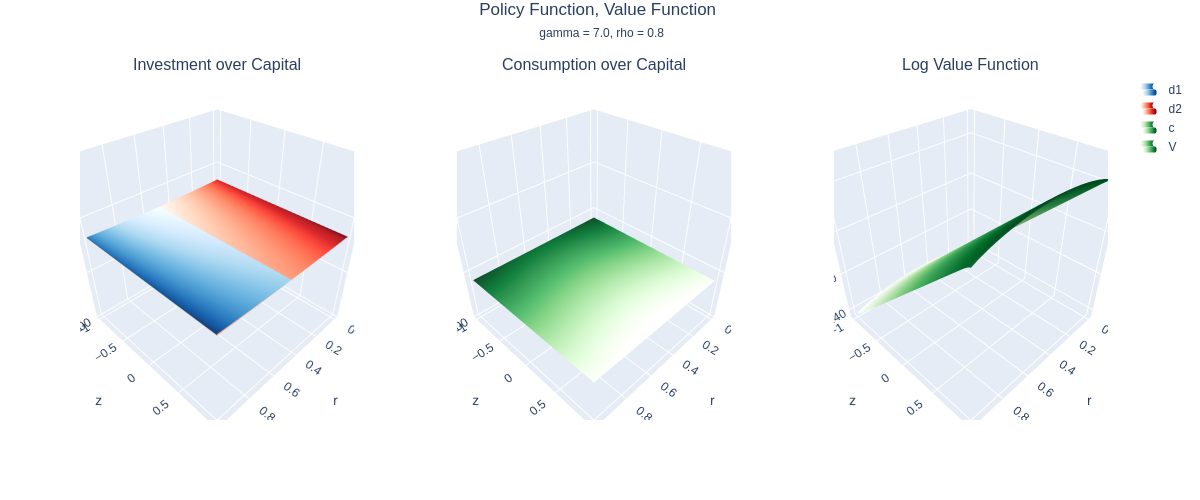 Policy Function, Value Function
gamma = 7.0, rho = 0.8
Investment over Capital
Consumption over Capital
Log Value Function
d1
d2
c
V
−0.5
0
0.5
z
0
0.2
0.4
0.6
0.8
r
−0.5
0
0.5
z
0
0.2
0.4
0.6
0.8
r
40
−1
−0.5
0
0.5
z
0
0.2
0.4
0.6
0.8
r